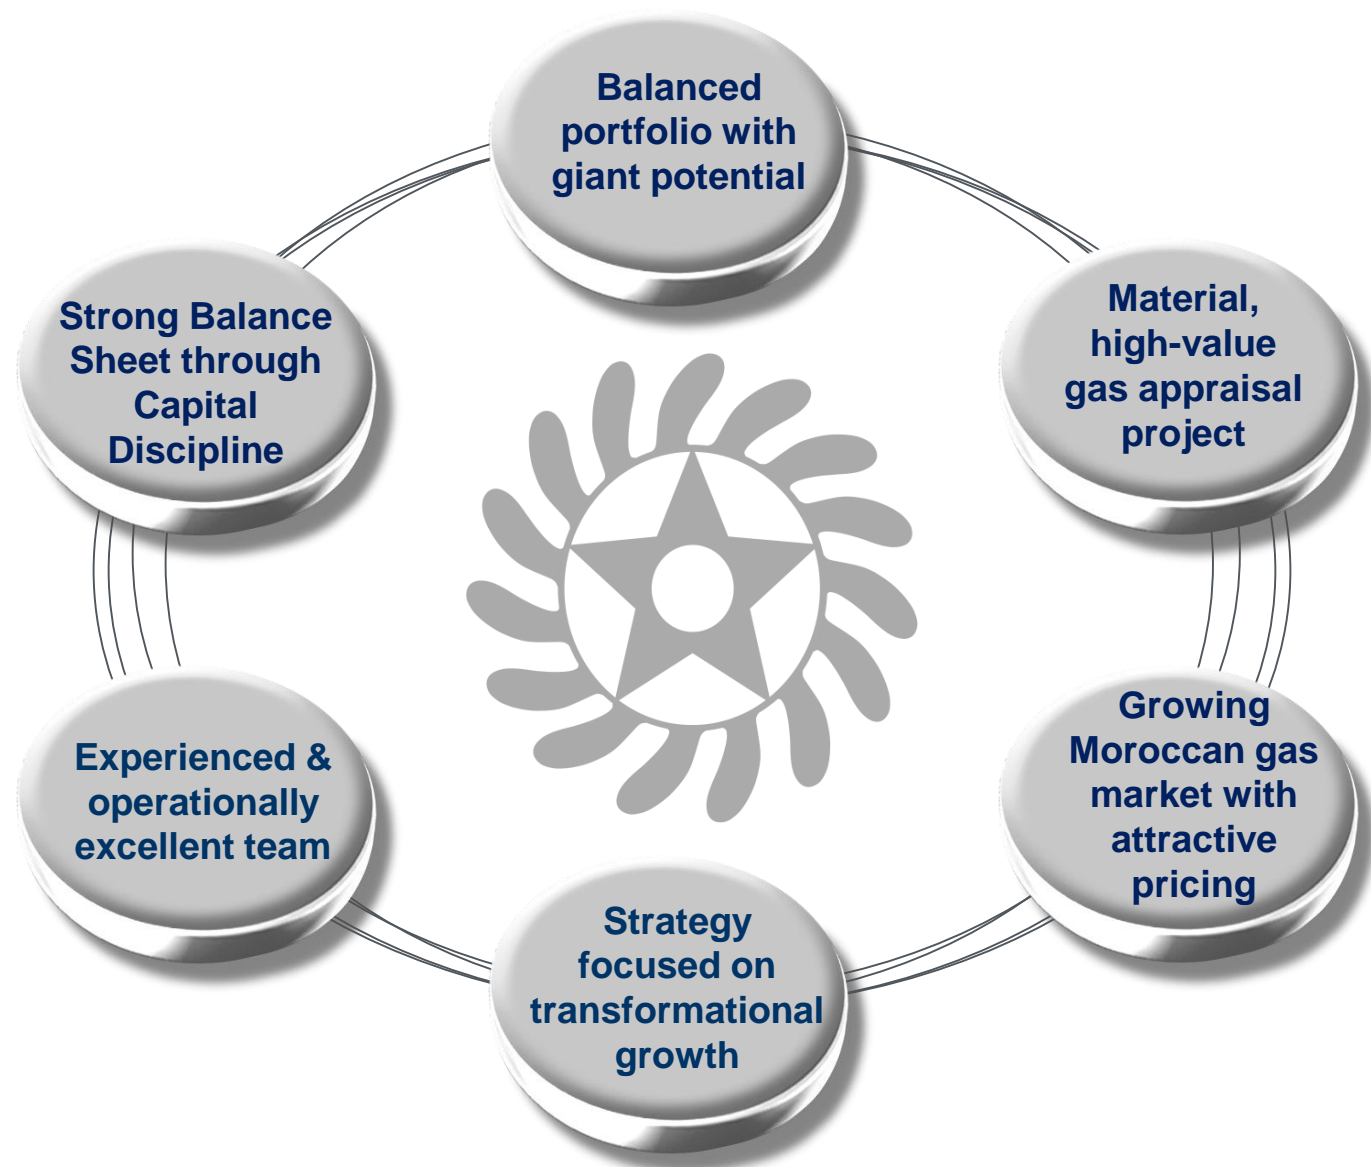 Balanced
portfolio with
giant potential
Material,
high-value
gas appraisal
project
Growing
Moroccan gas
market with
attractive
pricing
Strategy
focused on
transformational
growth
Experienced &
operationally
excellent team
Strong Balance
Sheet through
Capital
Discipline